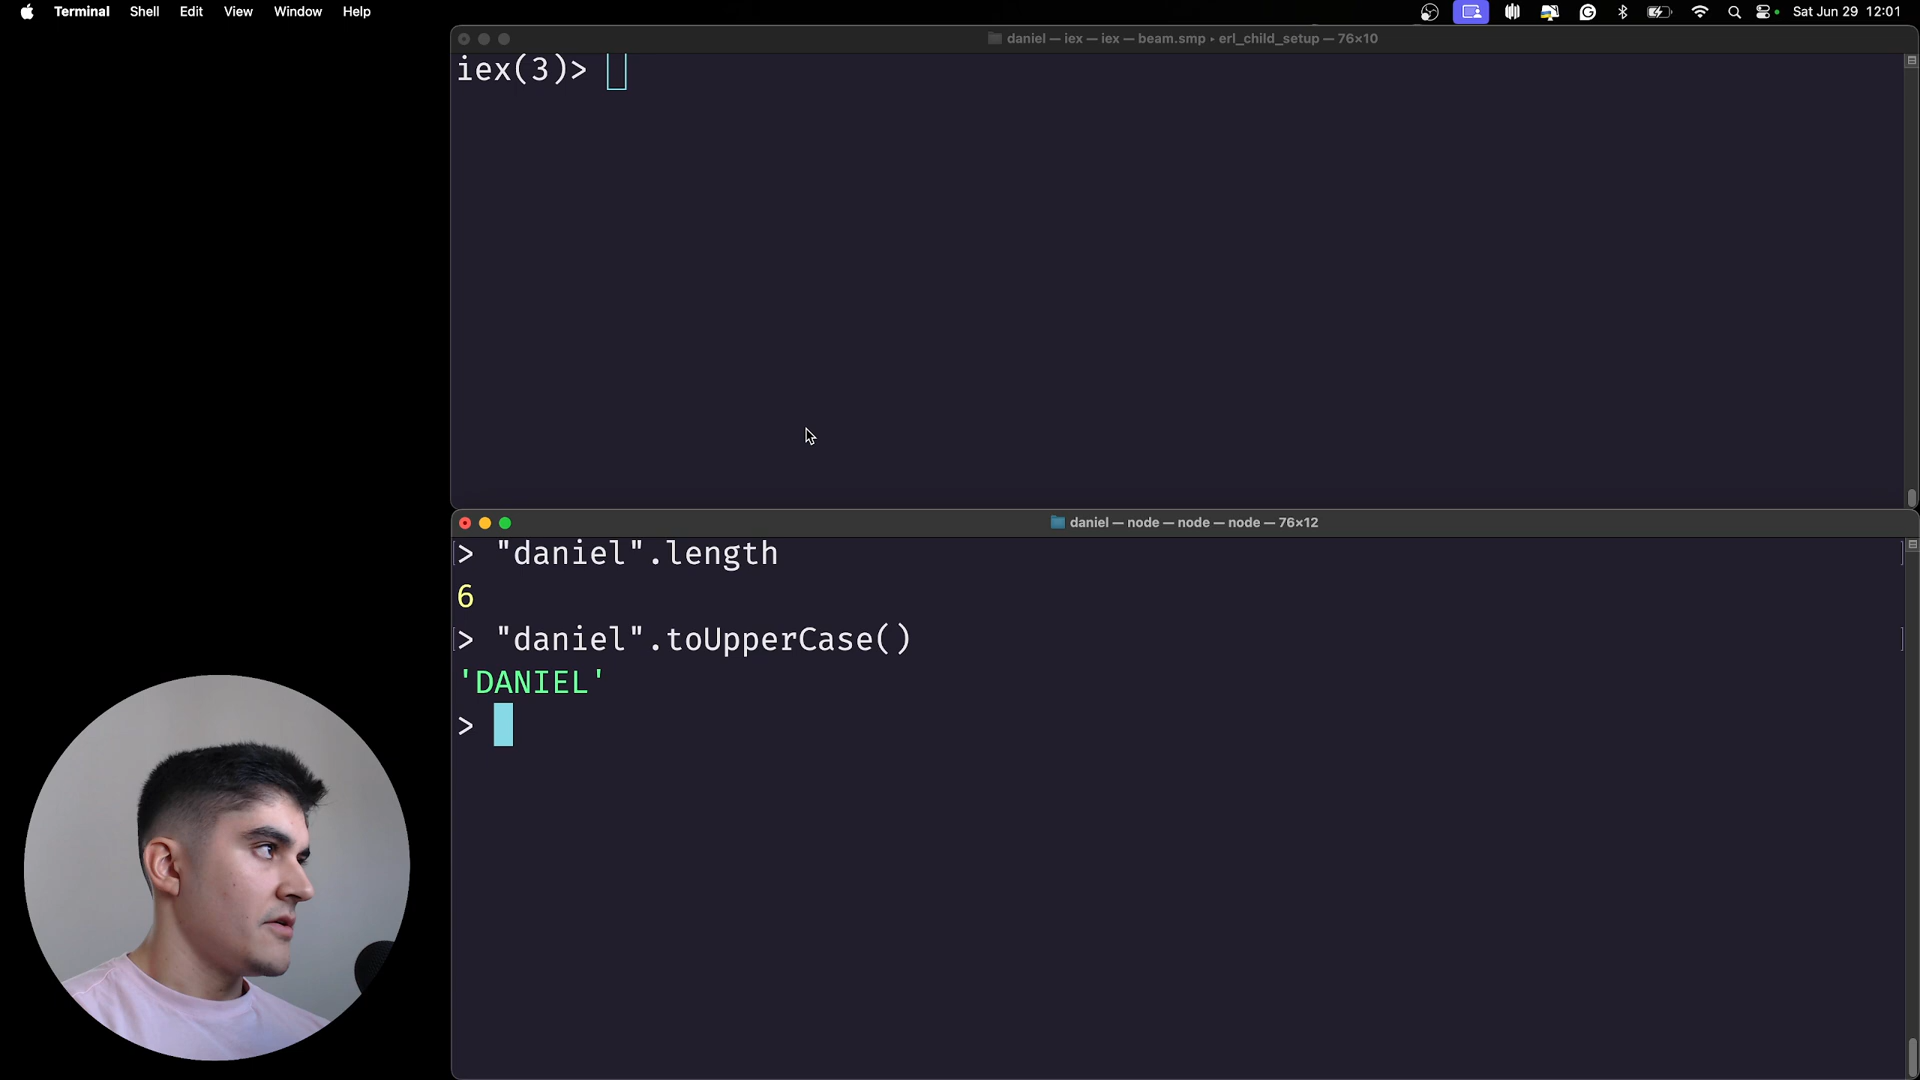 Terminal Shell Edit View Window Help Sat Jun 29 12:01
daniel — iex — iex — beam.smp ▸ erl_child_setup — 76×10
iex(3)>
daniel — node — node — node — 76×12
> "daniel".length
6
> "daniel".toUpperCase()
'DANIEL'
>